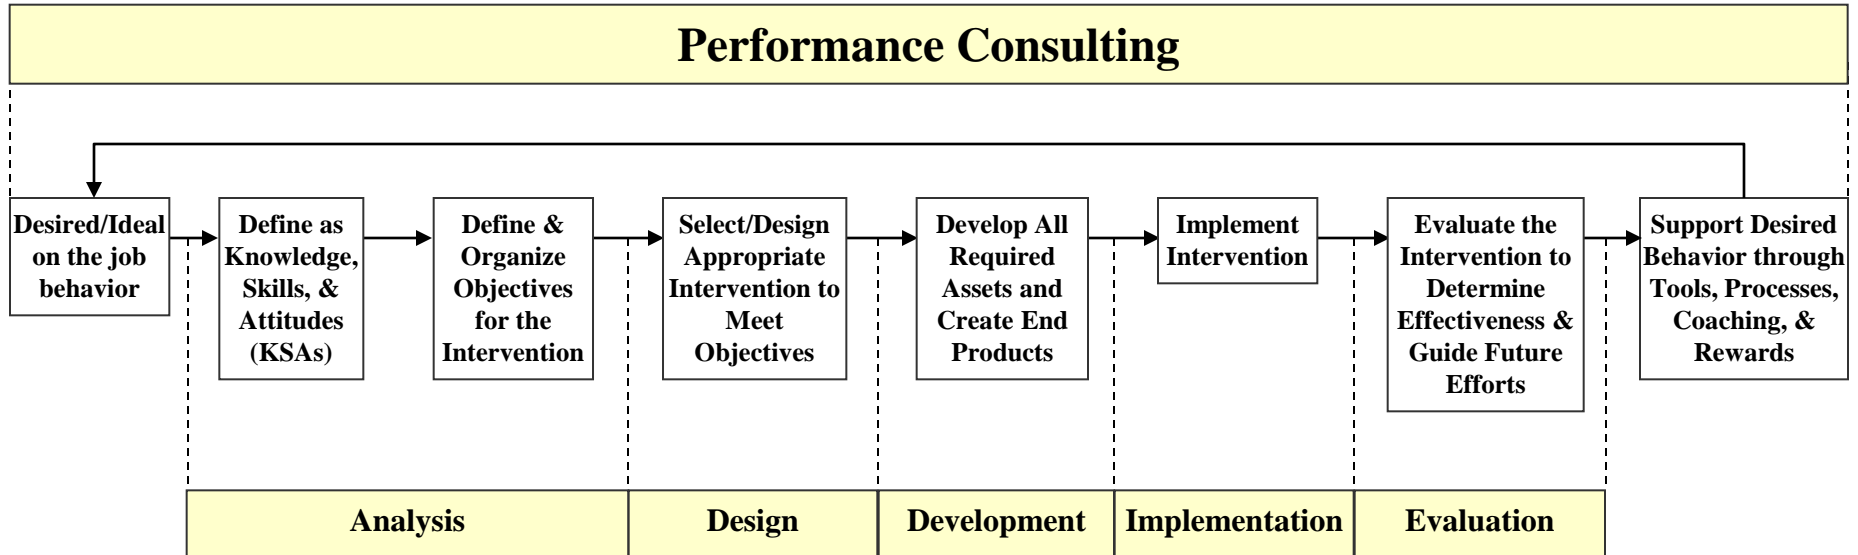 Performance Consulting
Desired/Ideal
on the job
behavior
Define as
Knowledge,
Skills, &
Attitudes
(KSAs)
Define &
Organize
Objectives
for the
Intervention
Select/Design
Appropriate
Intervention to
Meet
Objectives
Develop All
Required
Assets and
Create End
Products
Implement
Intervention
Evaluate the
Intervention to
Determine
Effectiveness &
Guide Future
Efforts
Support Desired
Behavior through
Tools, Processes,
Coaching, &
Rewards
Analysis
Design
Development
Implementation
Evaluation